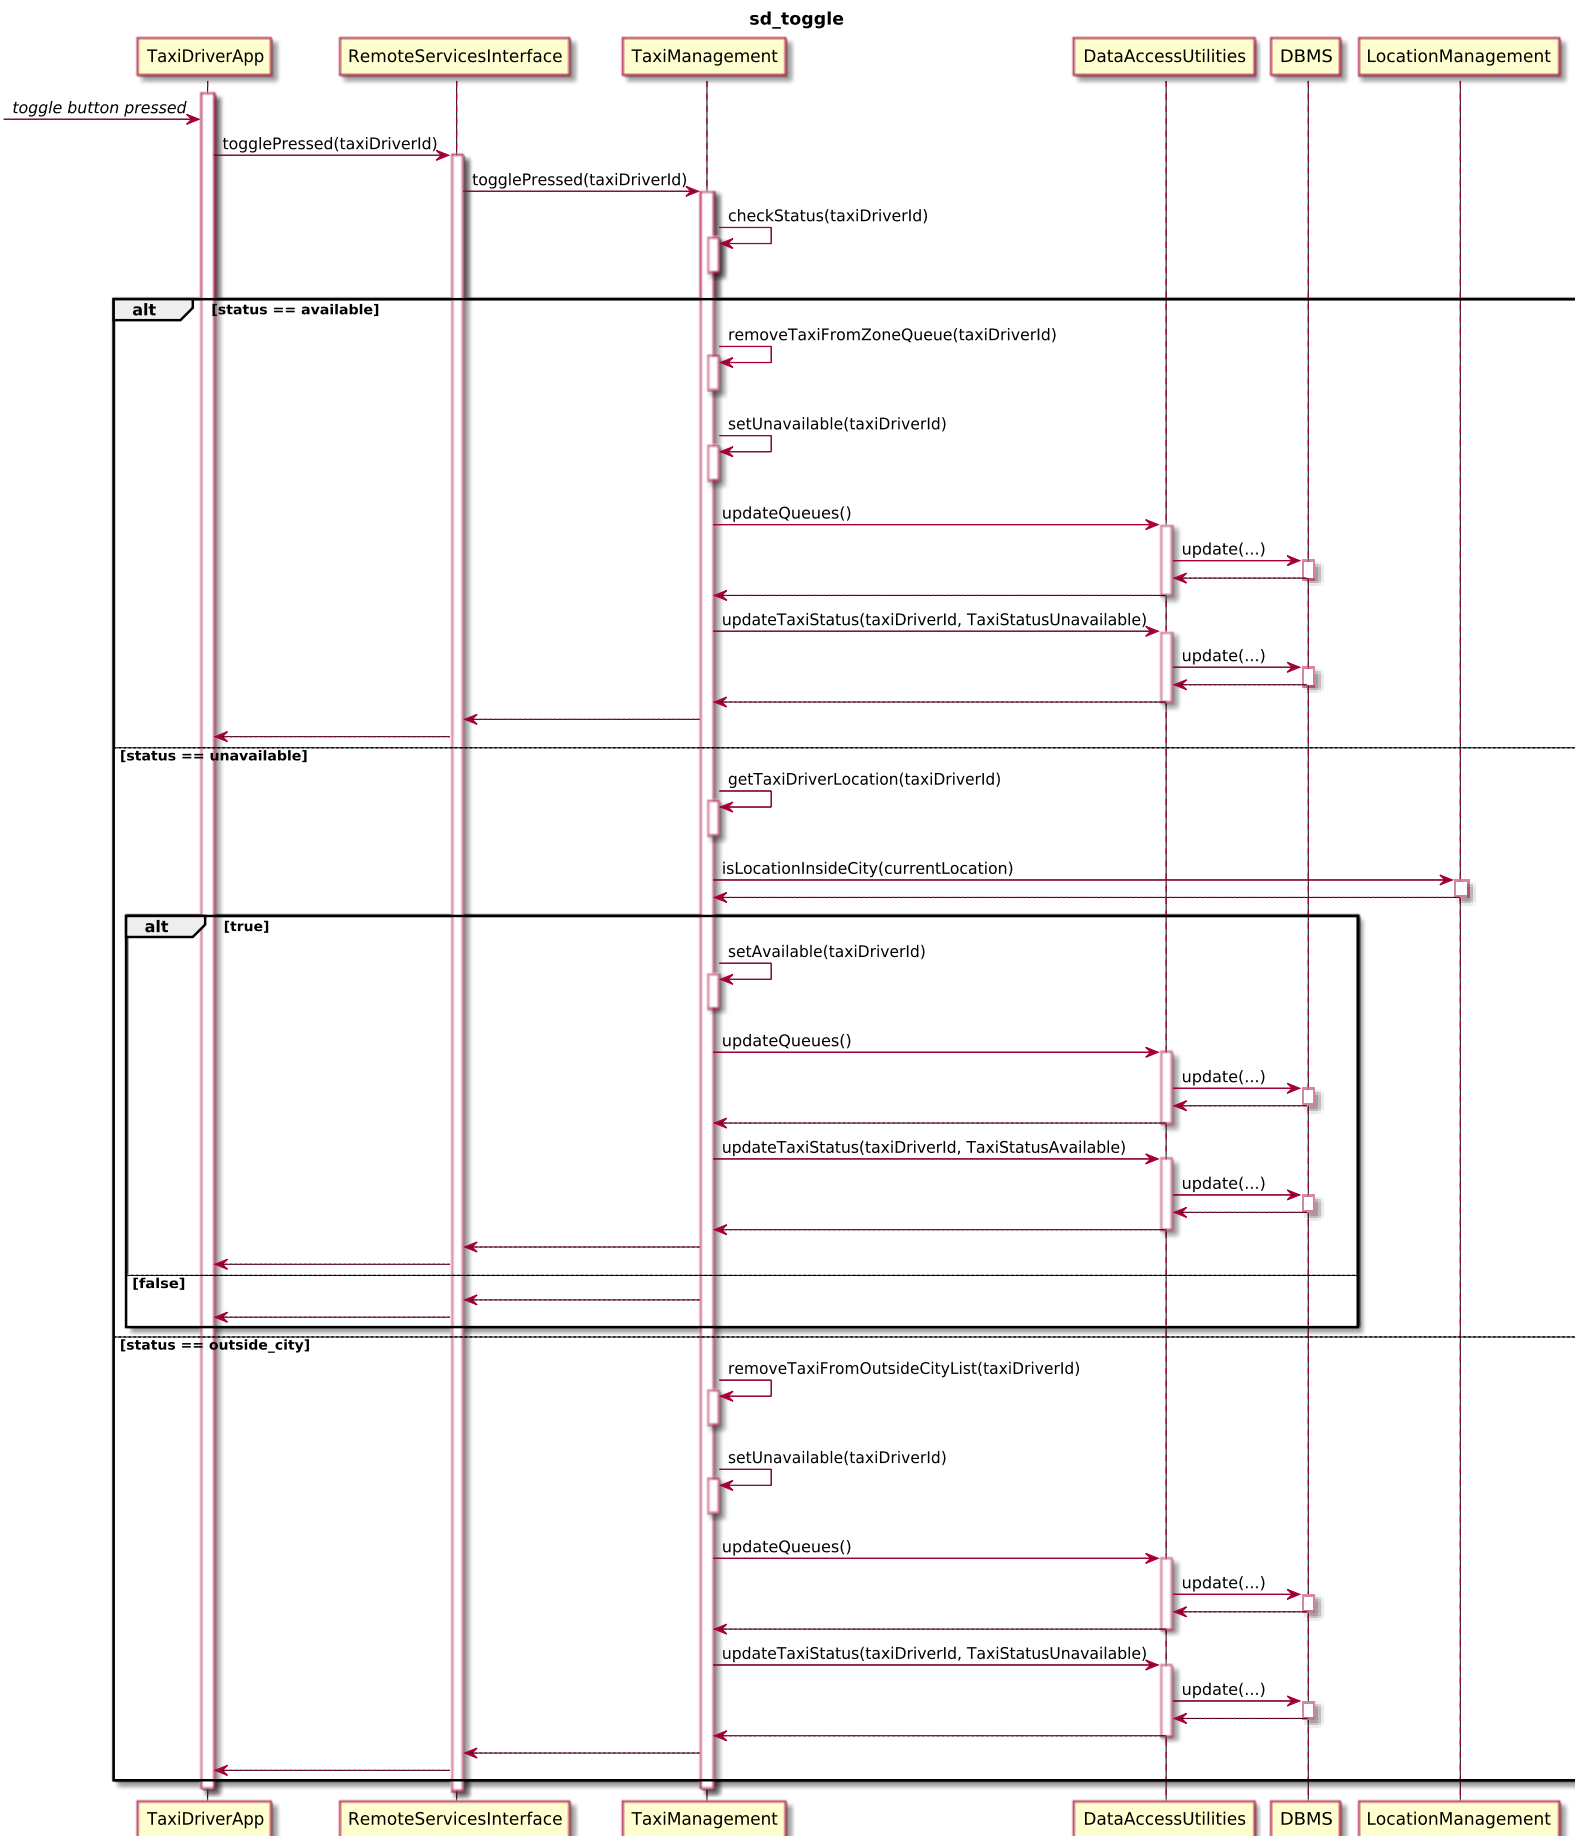 sd_toggle
TaxiDriverApp
RemoteServicesInterface
TaxiManagement
DataAccessUtilities
DBMS
LocationManagement
toggle button pressed
togglePressed(taxiDriverId)
togglePressed(taxiDriverId)
checkStatus(taxiDriverId)
alt
[status == available]
removeTaxiFromZoneQueue(taxiDriverId)
setUnavailable(taxiDriverId)
updateQueues()
update(...)
updateTaxiStatus(taxiDriverId, TaxiStatusUnavailable)
update(...)
[status == unavailable]
getTaxiDriverLocation(taxiDriverId)
isLocationInsideCity(currentLocation)
alt
[true]
setAvailable(taxiDriverId)
updateQueues()
update(...)
updateTaxiStatus(taxiDriverId, TaxiStatusAvailable)
update(...)
[false]
[status == outside_city]
removeTaxiFromOutsideCityList(taxiDriverId)
setUnavailable(taxiDriverId)
updateQueues()
update(...)
updateTaxiStatus(taxiDriverId, TaxiStatusUnavailable)
update(...)
TaxiDriverApp
RemoteServicesInterface
TaxiManagement
DataAccessUtilities
DBMS
LocationManagement